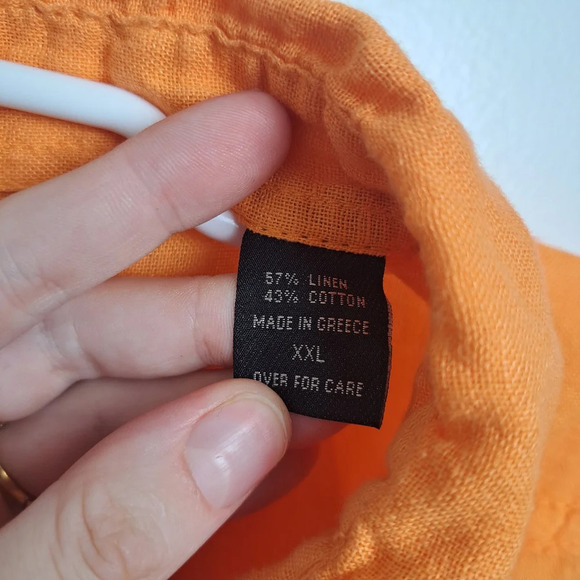 57% LINEN
43% COTTON
MADE IN GREECE
XXL
OVER FOR CARE